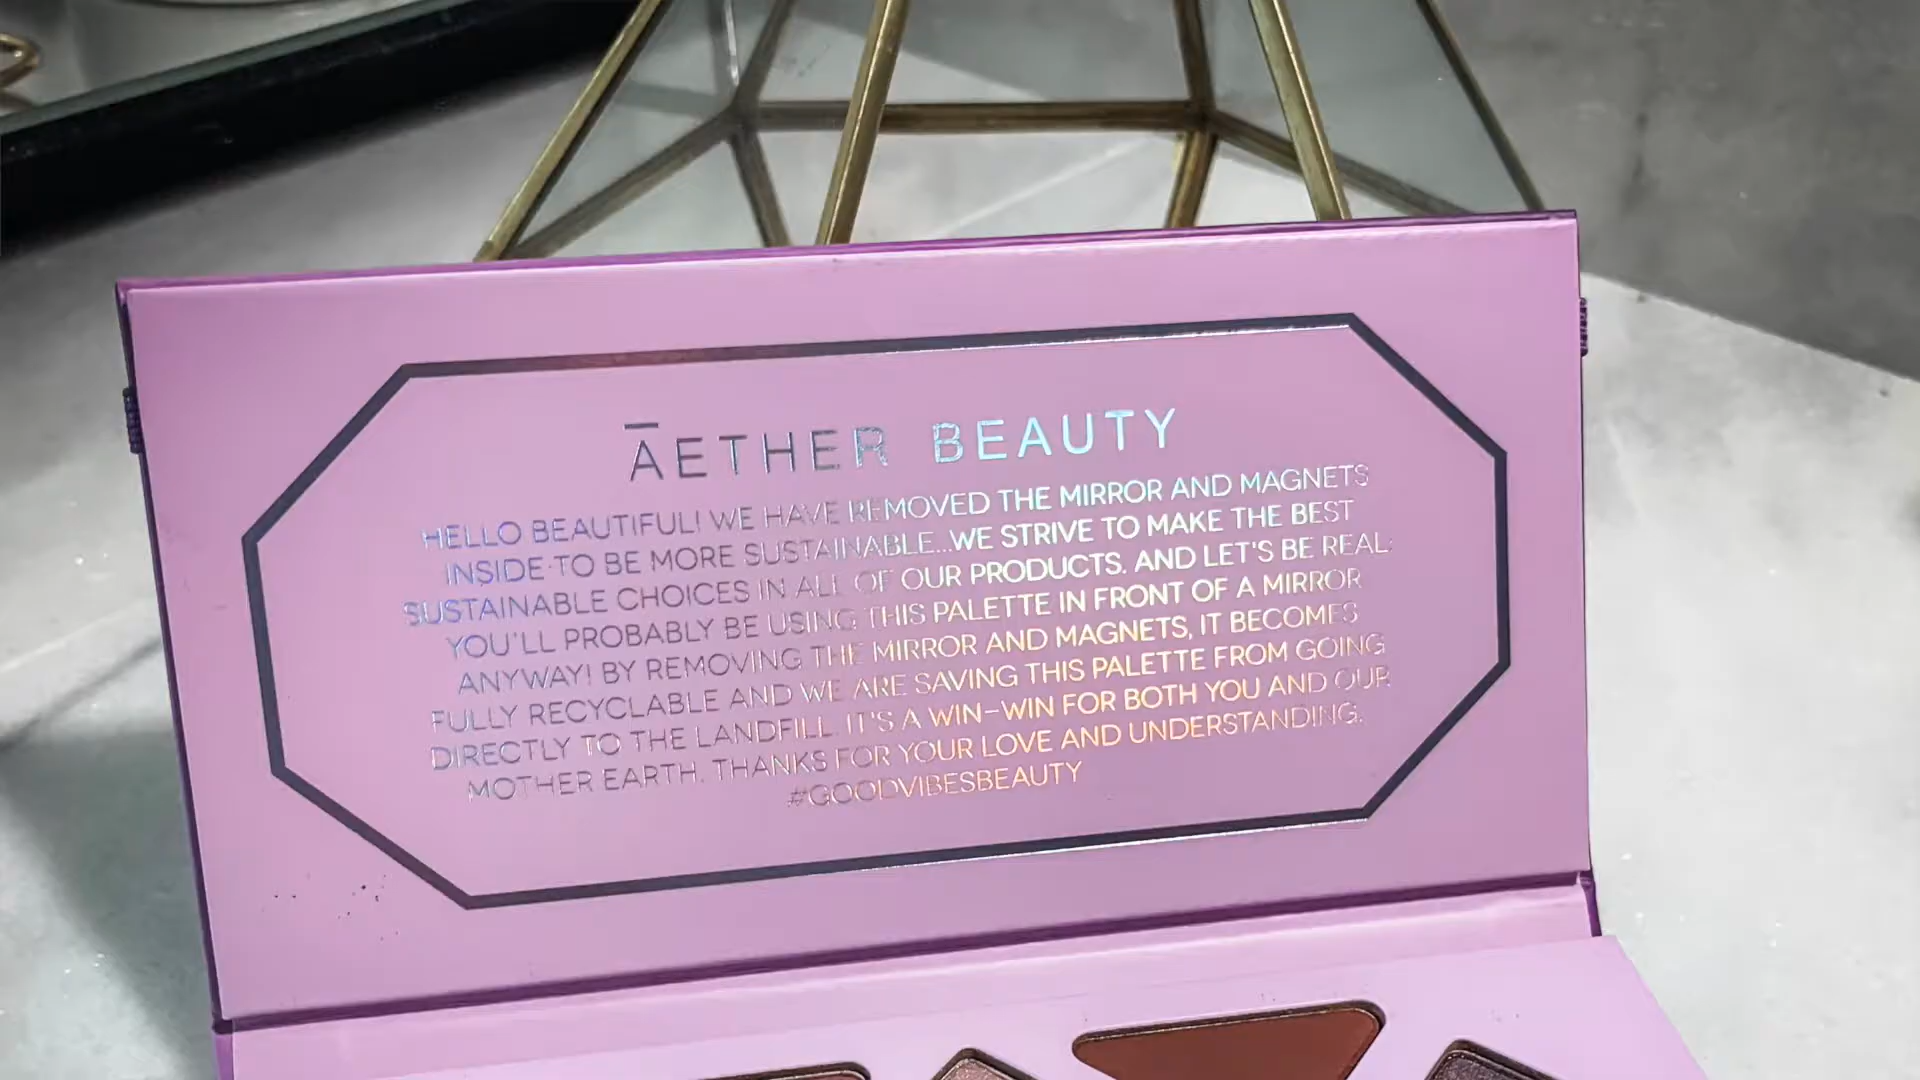 ĀETHER BEAUTY
HELLO BEAUTIFUL! WE HAVE REMOVED THE MIRROR AND MAGNETS
INSIDE TO BE MORE SUSTAINABLE...WE STRIVE TO MAKE THE BEST
SUSTAINABLE CHOICES IN ALL OF OUR PRODUCTS. AND LET'S BE REAL:
YOU'LL PROBABLY BE USING THIS PALETTE IN FRONT OF A MIRROR
ANYWAY! BY REMOVING THE MIRROR AND MAGNETS, IT BECOMES
FULLY RECYCLABLE AND WE ARE SAVING THIS PALETTE FROM GOING
DIRECTLY TO THE LANDFILL. IT'S A WIN-WIN FOR BOTH YOU AND OUR
MOTHER EARTH. THANKS FOR YOUR LOVE AND UNDERSTANDING.
#GOODVIBESBEAUTY